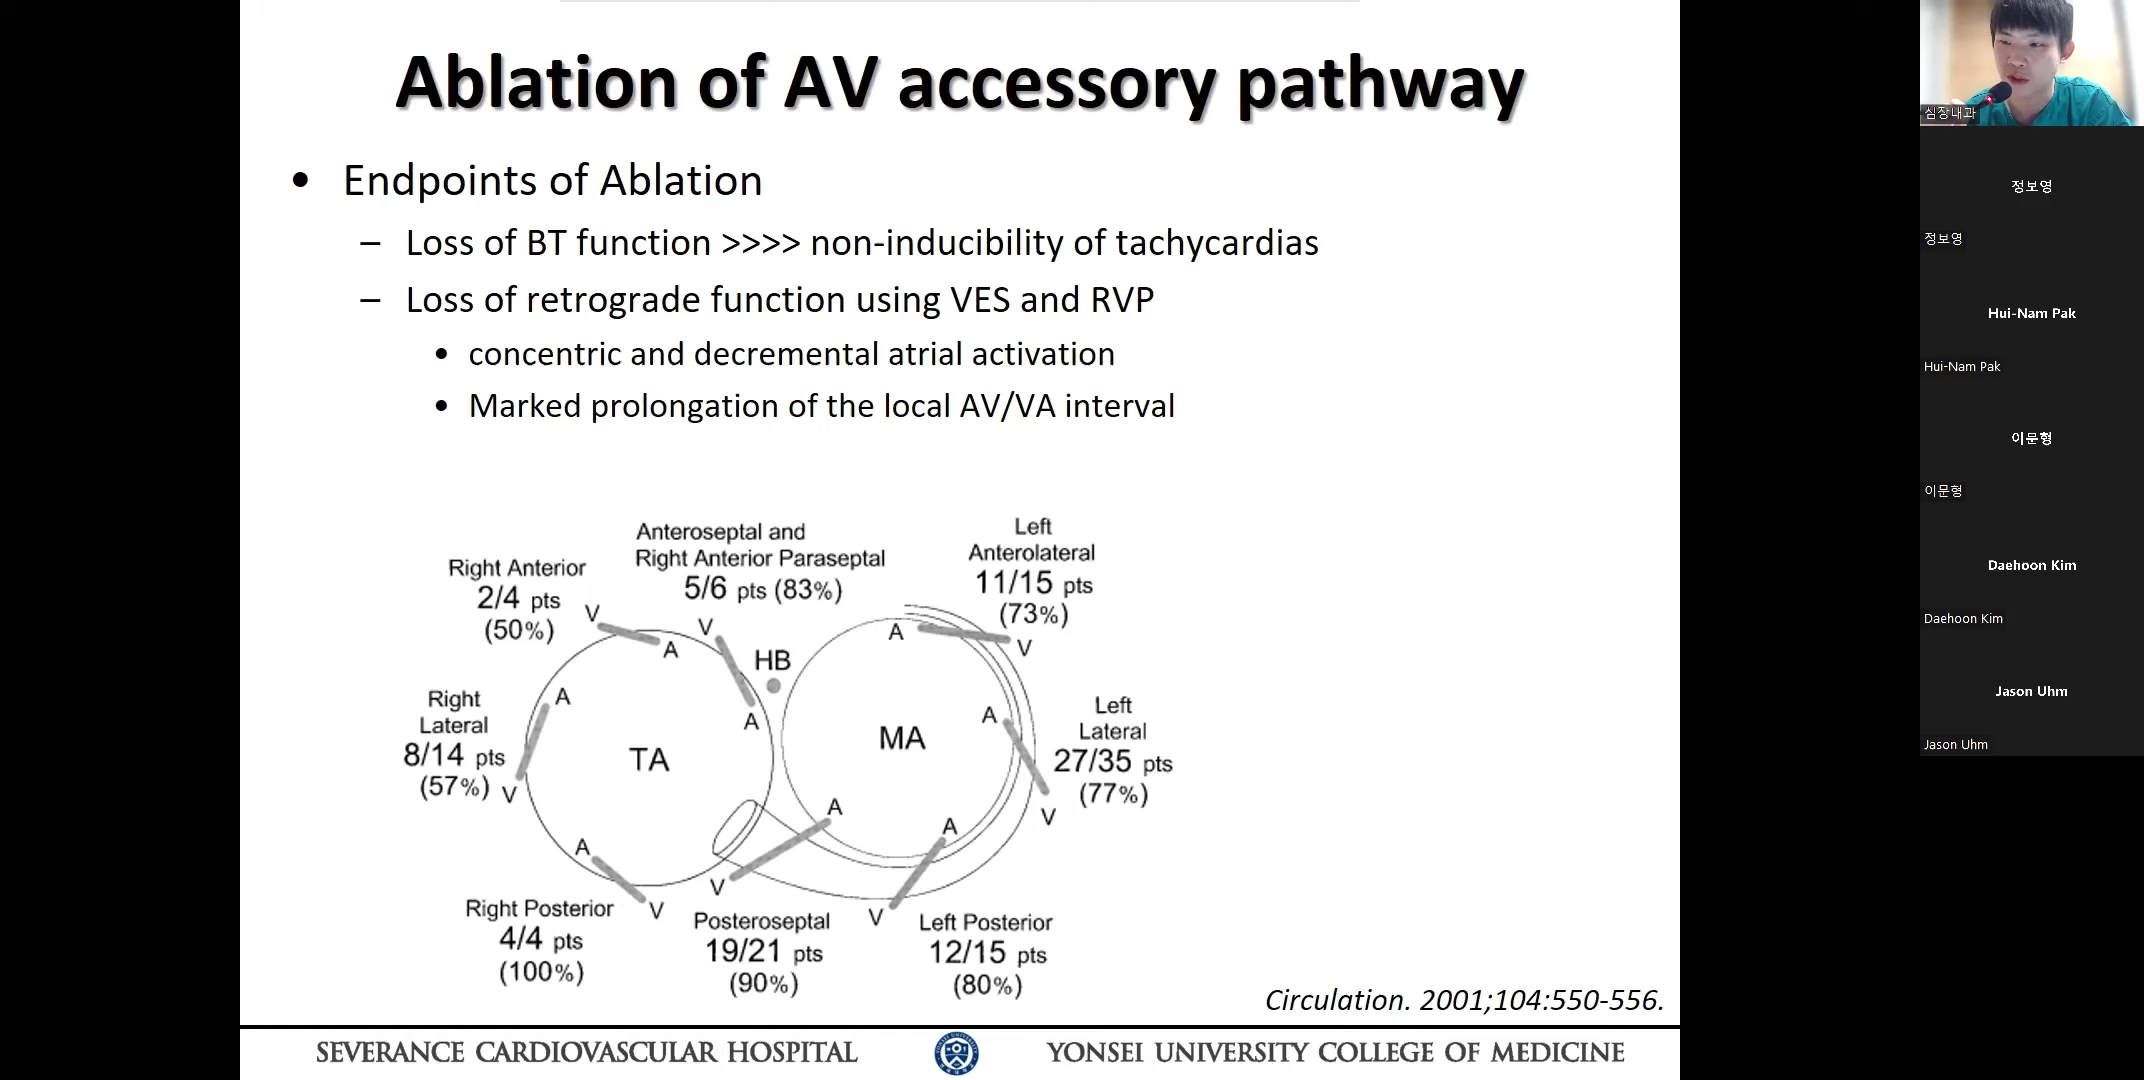 Ablation of AV accessory pathway
• Endpoints of Ablation
– Loss of BT function >>>> non-inducibility of tachycardias
– Loss of retrograde function using VES and RVP
• concentric and decremental atrial activation
• Marked prolongation of the local AV/VA interval
Anteroseptal and
Right Anterior Paraseptal
5/6 pts (83%)
Left
Anterolateral
11/15 pts
(73%)
Right Anterior
2/4 pts
(50%)
V
A
V
A
HB
A
V
Right
Lateral
8/14 pts
(57%)
A
V
TA
MA
A
V
Left
Lateral
27/35 pts
(77%)
A
V
A
V
A
V
Right Posterior
4/4 pts
(100%)
Posteroseptal
19/21 pts
(90%)
Left Posterior
12/15 pts
(80%)
Circulation. 2001;104:550-556.
SEVERANCE CARDIOVASCULAR HOSPITAL
YONSEI UNIVERSITY COLLEGE OF MEDICINE
심장내과
정보영
정보영
Hui-Nam Pak
Hui-Nam Pak
이문형
이문형
Daehoon Kim
Daehoon Kim
Jason Uhm
Jason Uhm